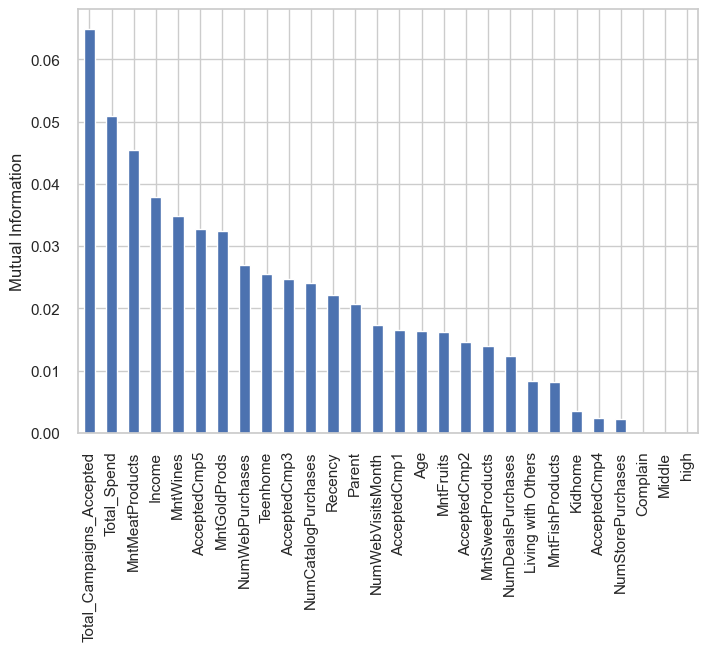 Mutual Information
0.06
0.05
0.04
0.03
0.02
0.01
0.00
Total_Campaigns_Accepted
Total_Spend
MntMeatProducts
Income
MntWines
AcceptedCmp5
MntGoldProds
NumWebPurchases
Teenhome
AcceptedCmp3
NumCatalogPurchases
Recency
Parent
NumWebVisitsMonth
AcceptedCmp1
Age
MntFruits
AcceptedCmp2
MntSweetProducts
NumDealsPurchases
Living with Others
MntFishProducts
Kidhome
AcceptedCmp4
NumStorePurchases
Complain
Middle
high